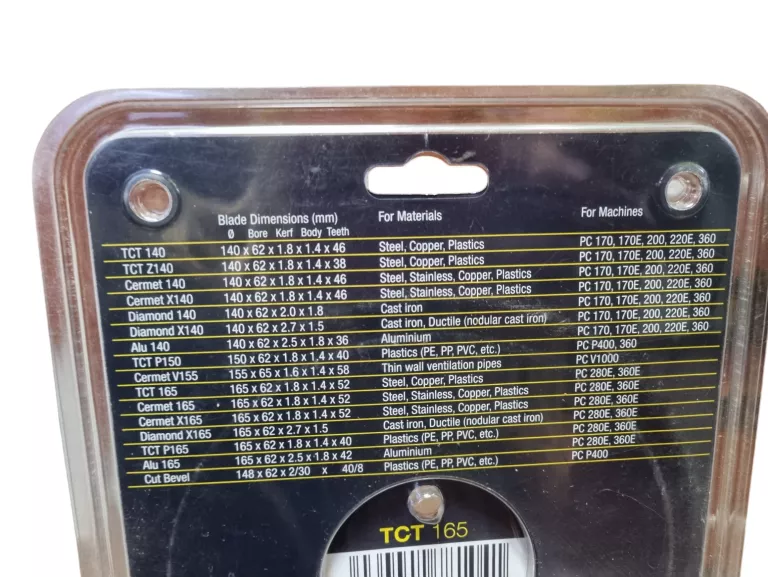 Blade Dimensions (mm) For Materials For Machines
Ø Bore Kerf Body Teeth
TCT 140 140 x 62 x 1.8 x 1.4 x 46 Steel, Copper, Plastics PC 170, 170E, 200, 220E, 360
TCT Z140 140 x 62 x 1.8 x 1.4 x 38 Steel, Copper, Plastics PC 170, 170E, 200, 220E, 360
Cermet 140 140 x 62 x 1.8 x 1.4 x 46 Steel, Stainless, Copper, Plastics PC 170, 170E, 200, 220E, 360
Cermet X140 140 x 62 x 1.8 x 1.4 x 46 Steel, Stainless, Copper, Plastics PC 170, 170E, 200, 220E, 360
Diamond 140 140 x 62 x 2.0 x 1.8 Cast iron PC 170, 170E, 200, 220E, 360
Diamond X140 140 x 62 x 2.7 x 1.5 Cast iron, Ductile (nodular cast iron) PC 170, 170E, 200, 220E, 360
Alu 140 140 x 62 x 2.5 x 1.8 x 36 Aluminium PC 170, 170E, 200, 220E, 360
TCT P150 150 x 62 x 1.8 x 1.4 x 40 Plastics (PE, PP, PVC, etc.) PC P400, 360
Cermet V155 155 x 65 x 1.6 x 1.4 x 58 Thin wall ventilation pipes PC V1000
TCT 165 165 x 62 x 1.8 x 1.4 x 52 Steel, Copper, Plastics PC 280E, 360E
Cermet 165 165 x 62 x 1.8 x 1.4 x 52 Steel, Stainless, Copper, Plastics PC 280E, 360E
Cermet X165 165 x 62 x 1.8 x 1.4 x 52 Steel, Stainless, Copper, Plastics PC 280E, 360E
Diamond X165 165 x 62 x 2.7 x 1.5 Cast iron, Ductile (nodular cast iron) PC 280E, 360E
TCT P165 165 x 62 x 1.8 x 1.4 x 40 Plastics (PE, PP, PVC, etc.) PC 280E, 360E
Alu 165 165 x 62 x 2.5 x 1.8 x 42 Aluminium PC 280E, 360E
Cut Bevel 148 x 62 x 2/30 x 40/8 Plastics (PE, PP, PVC, etc.) PC P400
TCT 165